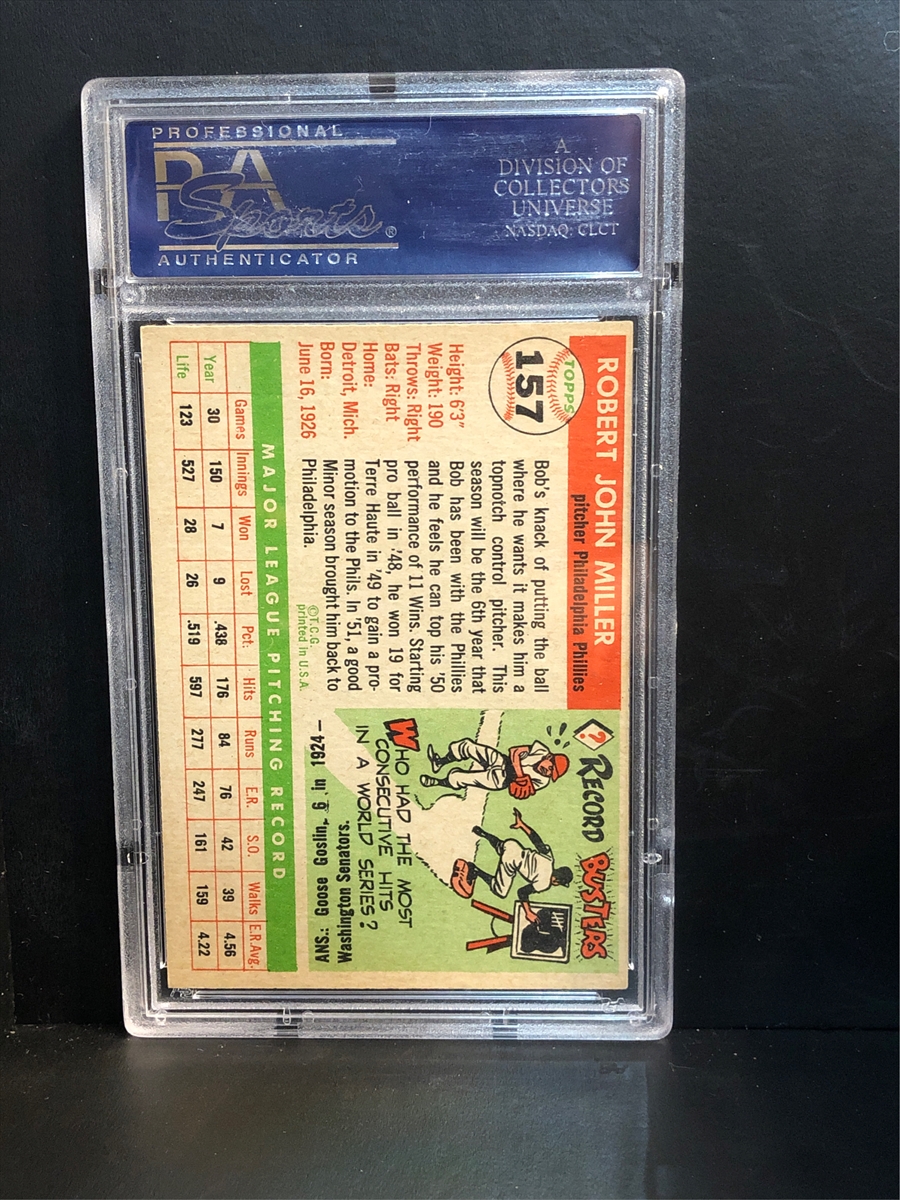 PROFESSIONAL
PSA
Sports®
AUTHENTICATOR
A
DIVISION OF
COLLECTORS
UNIVERSE
NASDAQ: CLCT
TOPPS
157
ROBERT JOHN MILLER
pitcher Philadelphia Phillies
Height: 6'3"
Weight: 190
Throws: Right
Bats: Right
Home:
Detroit, Mich.
Born:
June 16, 1926
Bob's knack of putting the ball
where he wants it makes him a
topnotch control pitcher. This
season will be the 6th year that
Bob has been with the Phillies
and he feels he can top his '50
performance of 11 Wins. Starting
pro ball in '48, he won 19 for
Terre Haute in '49 to gain a pro-
motion to the Phils. In '51, a good
Minor season brought him back to
Philadelphia.
©T.C.G.
printed in U.S.A.
? RECORD BUSTERS
WHO HAD THE MOST
CONSECUTIVE HITS
IN A WORLD SERIES?
ANS.: Goose Goslin, 6 in 1924—
Washington Senators.
MAJOR LEAGUE PITCHING RECORD
Games Innings Won Lost Pct. Hits Runs E.R. S.O. Walks E.R.Avg.
Year 30 150 7 9 .438 176 84 76 42 39 4.56
Life 123 527 28 26 .519 597 277 247 161 159 4.22